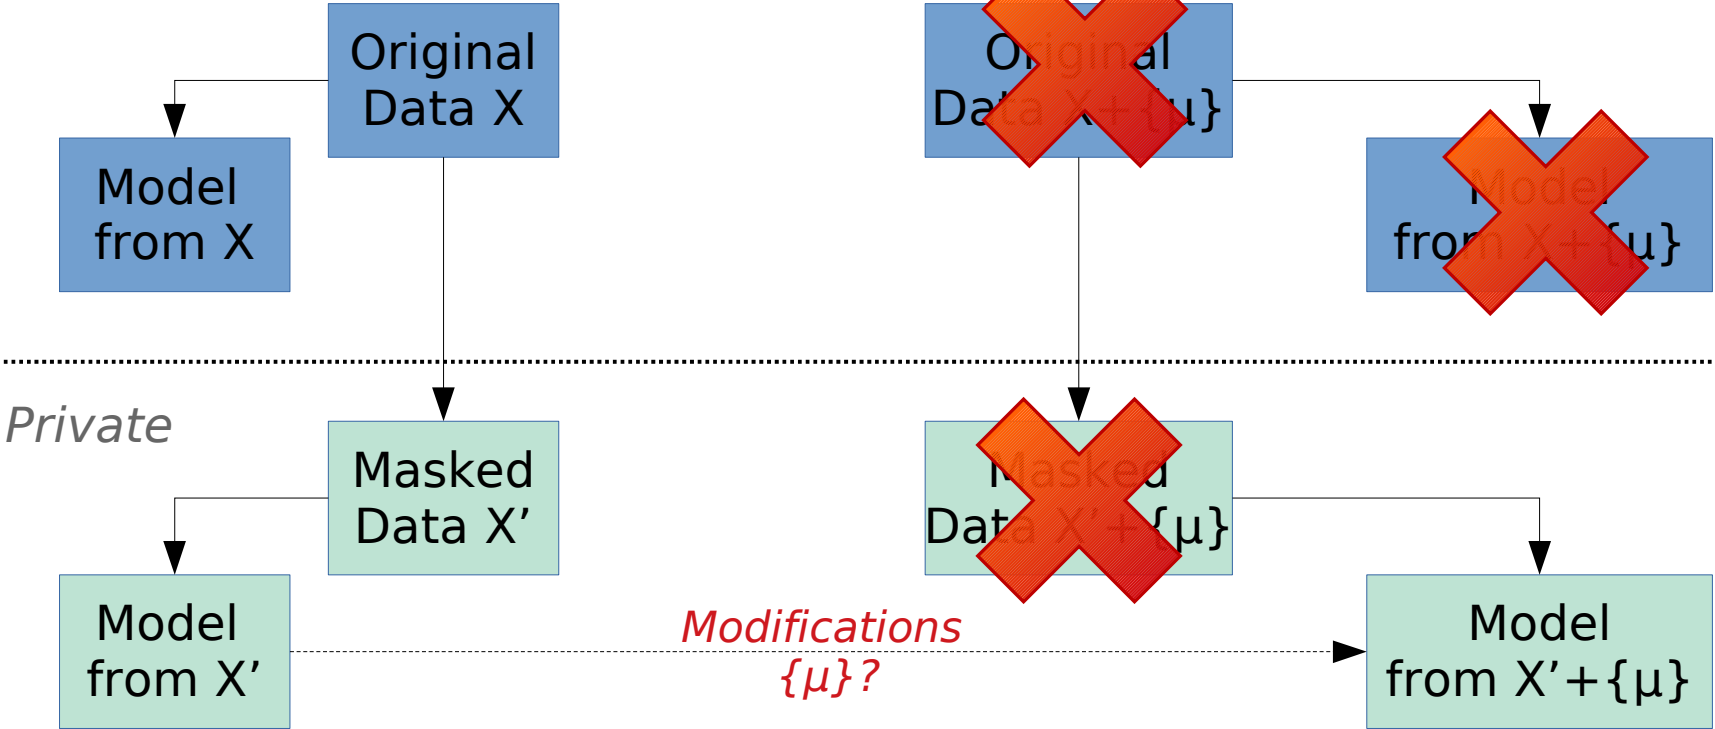 Original
Data X
Original
Data X+{μ}
Model
from X
Model
from X+{μ}
Private
Masked
Data X’
Masked
Data X’+{μ}
Model
from X’
Modifications
{μ}?
Model
from X’+{μ}